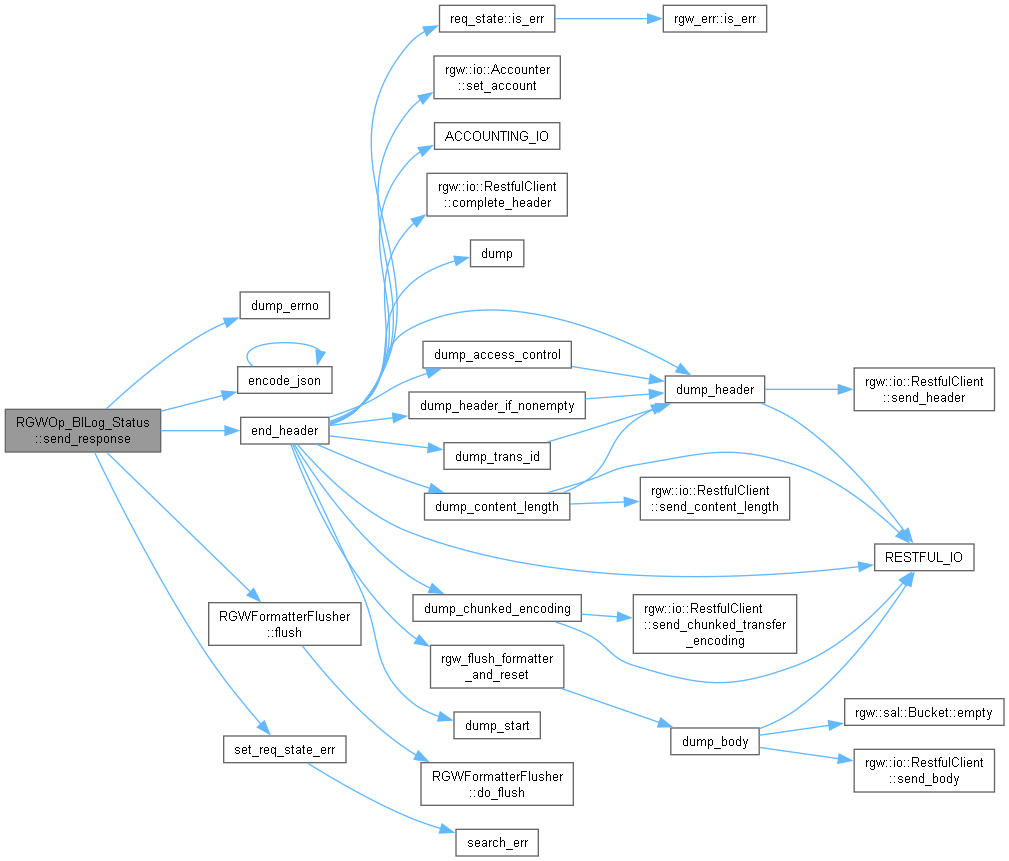 req_state::is_err
rgw_err::is_err
rgw::io::Accounter
::set_account
ACCOUNTING_IO
rgw::io::RestfulClient
::complete_header
dump
dump_errno
encode_json
RGWOp_BILog_Status
::send_response
end_header
dump_access_control
dump_header_if_nonempty
dump_trans_id
dump_content_length
dump_header
rgw::io::RestfulClient
::send_header
rgw::io::RestfulClient
::send_content_length
RESTFUL_IO
dump_chunked_encoding
rgw::io::RestfulClient
::send_chunked_transfer
_encoding
RGWFormatterFlusher
::flush
rgw_flush_formatter
_and_reset
dump_start
dump_body
rgw::sal::Bucket::empty
rgw::io::RestfulClient
::send_body
set_req_state_err
RGWFormatterFlusher
::do_flush
search_err